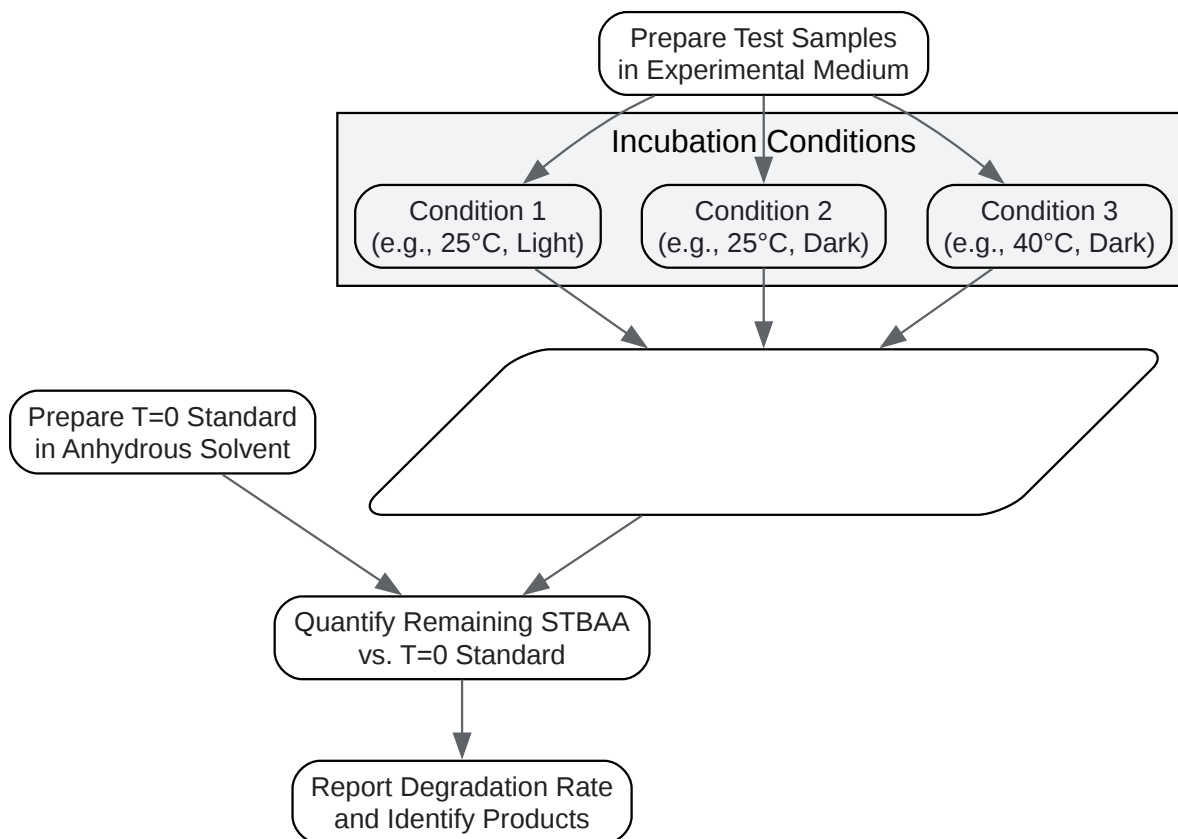 Prepare Test Samples
in Experimental Medium
Incubation Conditions
Condition 1
(e.g., 25°C, Light)
Condition 2
(e.g., 25°C, Dark)
Condition 3
(e.g., 40°C, Dark)
Prepare T=0 Standard
in Anhydrous Solvent
Quantify Remaining STBAA
vs. T=0 Standard
Report Degradation Rate
and Identify Products